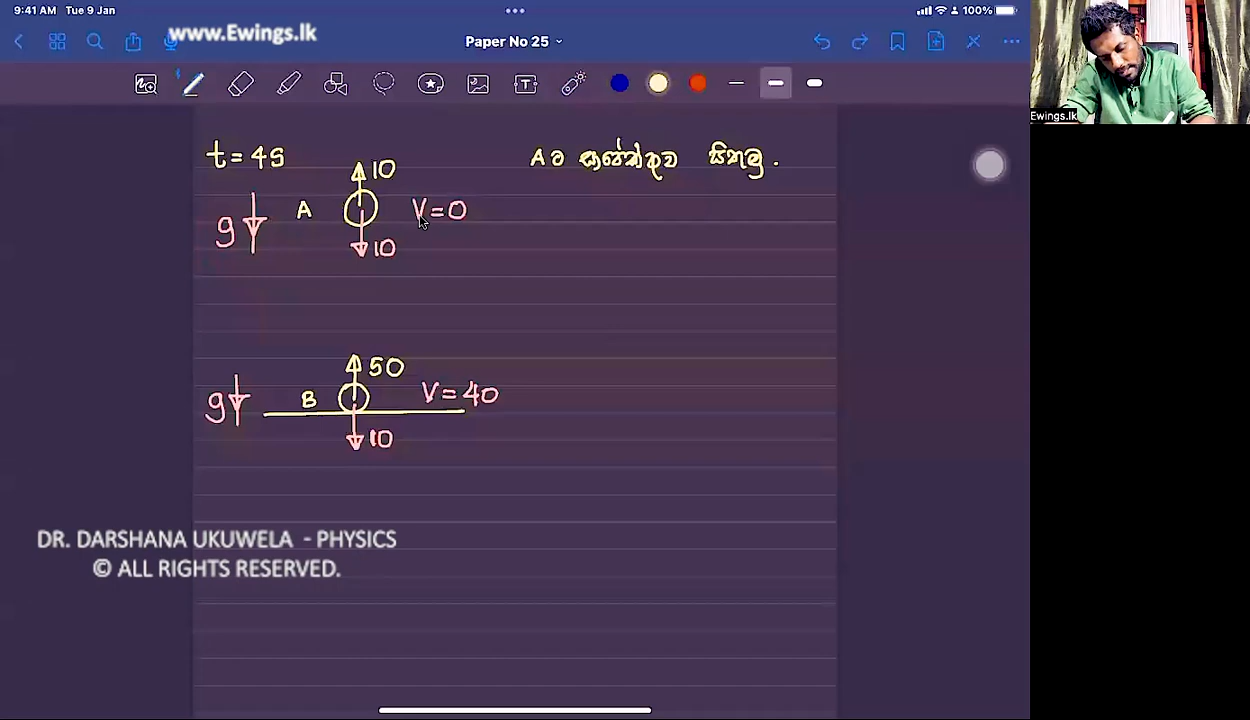 9:41 AM Tue 9 Jan
100%
www.Ewings.lk
Paper No 25
Ewings.lk
t = 4s
A ට සාපේක්ෂව සිතමු.
10
g A V=0
10
50
g B V=40
10
DR. DARSHANA UKUWELA - PHYSICS
© ALL RIGHTS RESERVED.